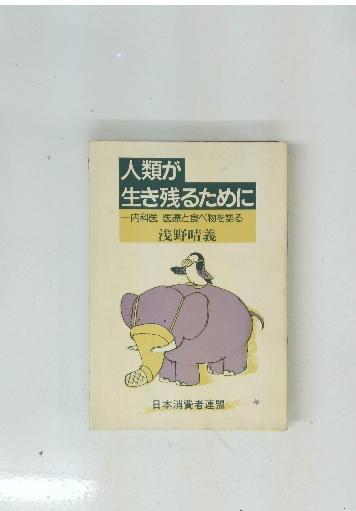 人類が
生き残るために
—内科医 医療と食べ物を語る
浅野晴義
日本消費者連盟